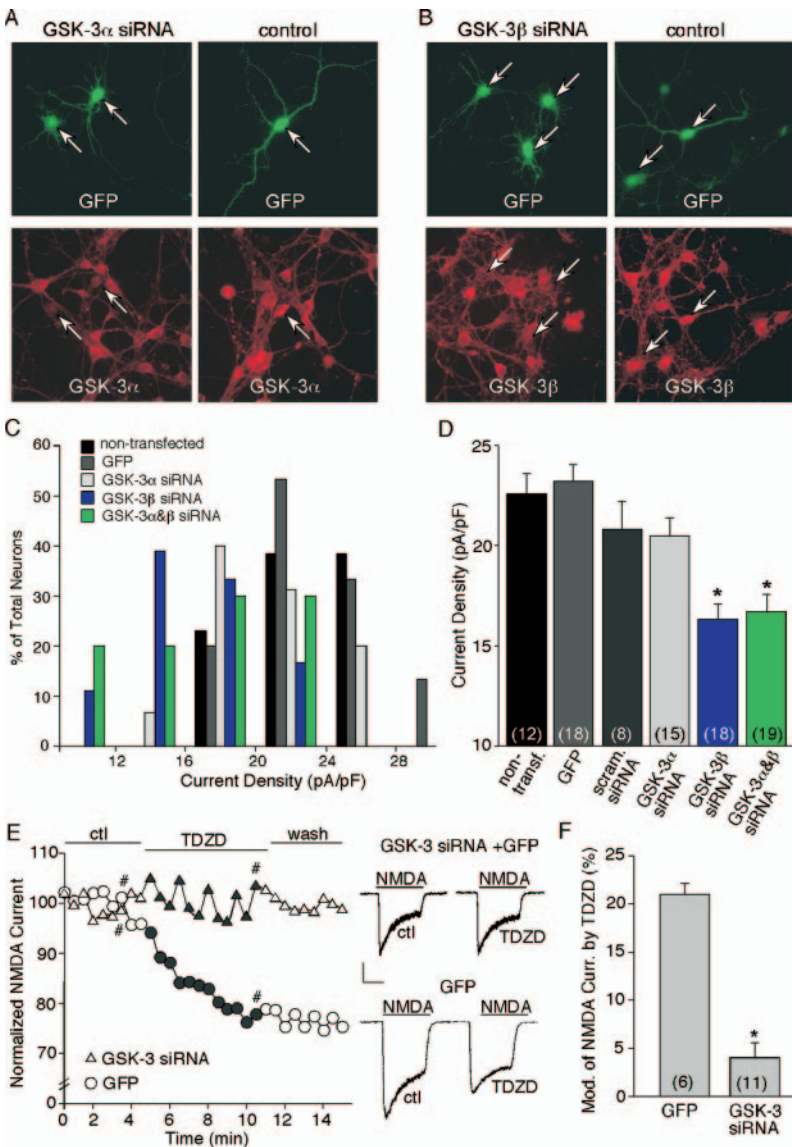 A
GSK-3α siRNA control
GFP GFP
GSK-3α GSK-3α
B
GSK-3β siRNA control
GFP GFP
GSK-3β GSK-3β
C
non-transfected
GFP
GSK-3α siRNA
GSK-3β siRNA
GSK-3α&β siRNA
% of Total Neurons
60
50
40
30
20
10
0
12 16 20 24 28
Current Density (pA/pF)
D
Current Density (pA/pF)
25
20
15
10
(12) (18) (8) (15) (18) (19)
* *
non-transf.
GFP
scram. siRNA
GSK-3α siRNA
GSK-3β siRNA
GSK-3α&β siRNA
E
ctl TDZD wash
Normalized NMDA Current
110
100
90
80
70
0
# # # #
GSK-3 siRNA
GFP
0 2 4 6 8 10 12 14
Time (min)
GSK-3 siRNA +GFP
NMDA NMDA
ctl TDZD
GFP
NMDA NMDA
ctl TDZD
F
Mod. of NMDA Curr. by TDZD (%)
25
20
15
10
5
0
*
(6) (11)
GFP GSK-3 siRNA